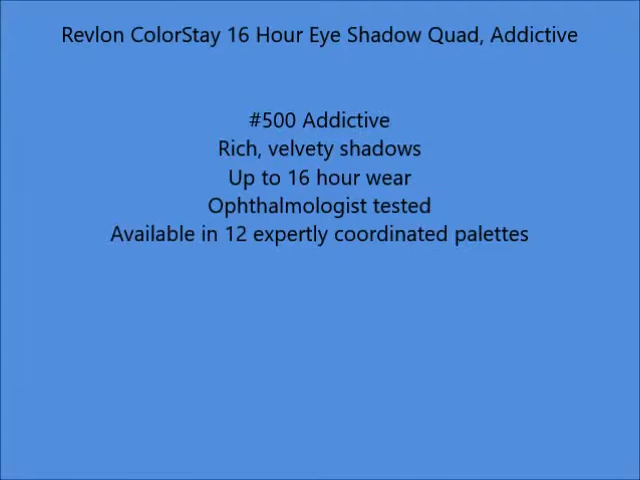 Revlon ColorStay 16 Hour Eye Shadow Quad, Addictive
#500 Addictive
Rich, velvety shadows
Up to 16 hour wear
Ophthalmologist tested
Available in 12 expertly coordinated palettes